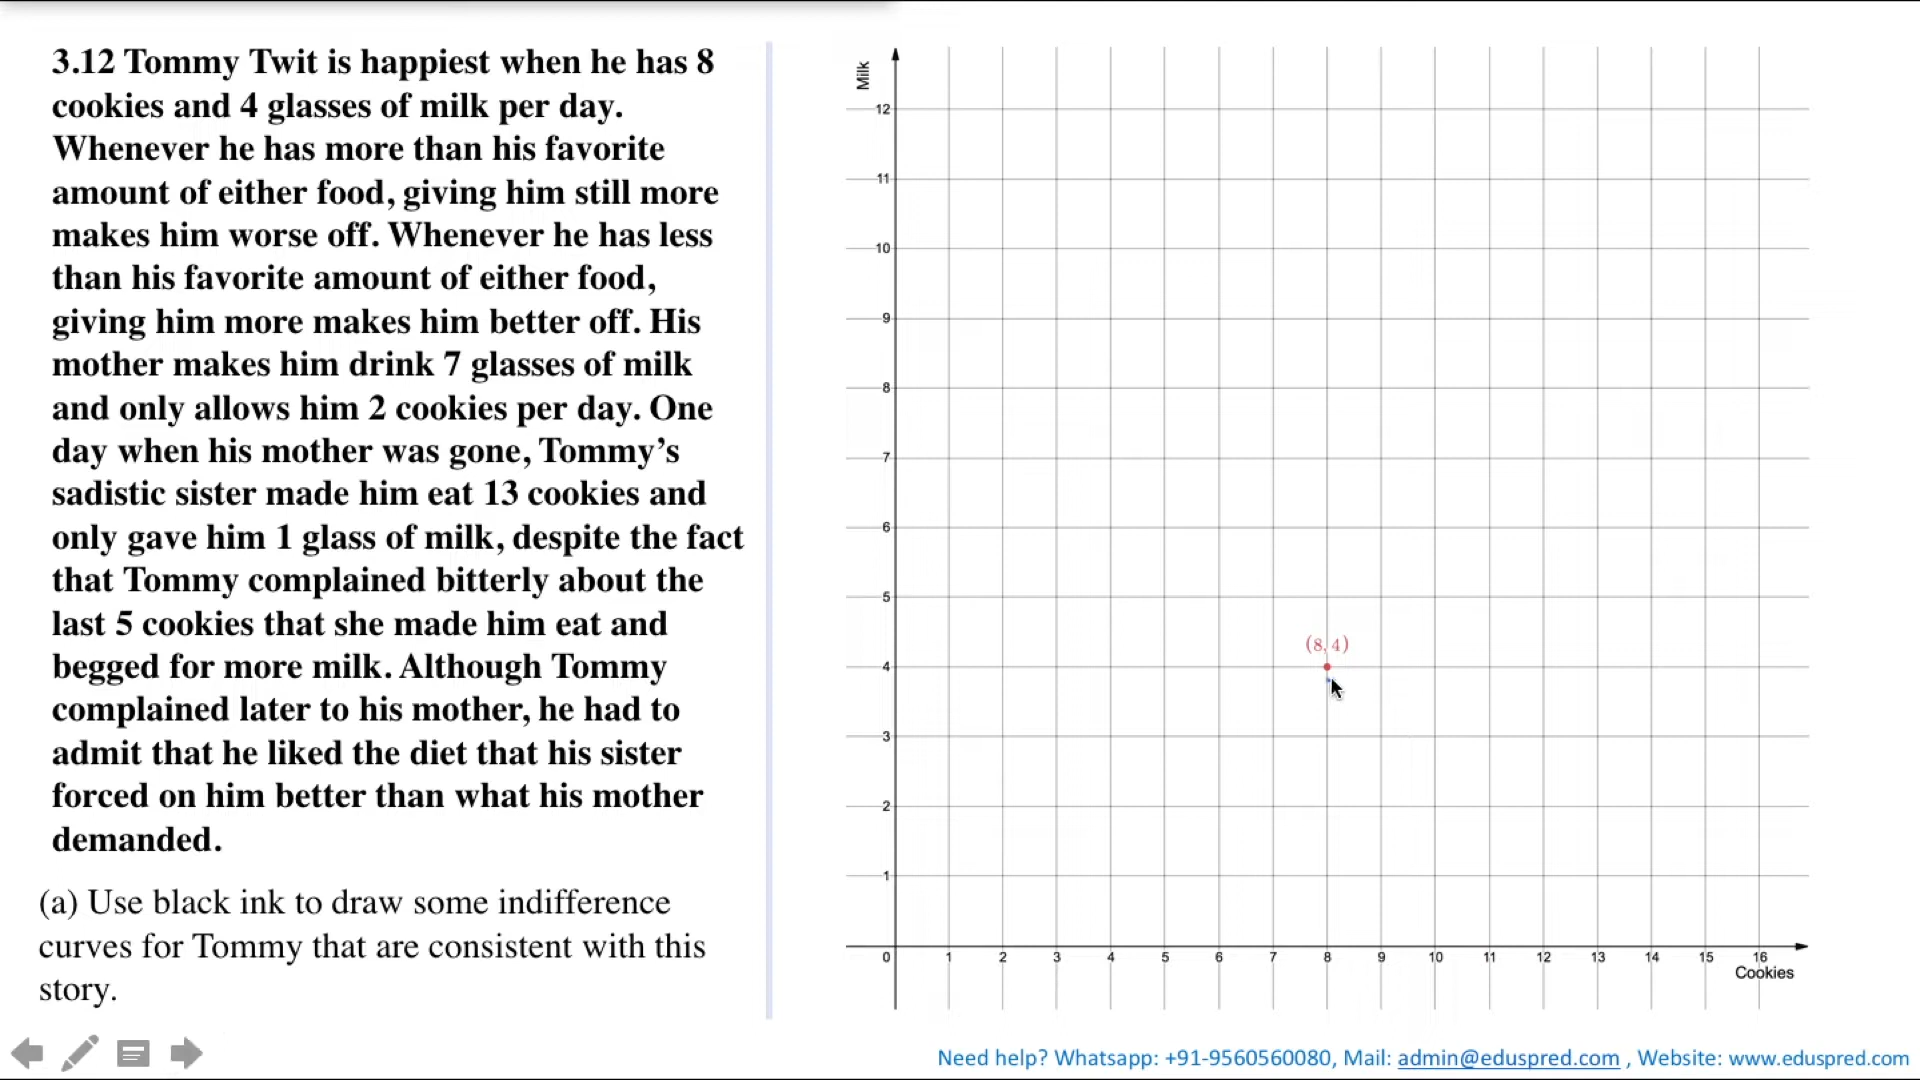 3.12 Tommy Twit is happiest when he has 8
cookies and 4 glasses of milk per day.
Whenever he has more than his favorite
amount of either food, giving him still more
makes him worse off. Whenever he has less
than his favorite amount of either food,
giving him more makes him better off. His
mother makes him drink 7 glasses of milk
and only allows him 2 cookies per day. One
day when his mother was gone, Tommy’s
sadistic sister made him eat 13 cookies and
only gave him 1 glass of milk, despite the fact
that Tommy complained bitterly about the
last 5 cookies that she made him eat and
begged for more milk. Although Tommy
complained later to his mother, he had to
admit that he liked the diet that his sister
forced on him better than what his mother
demanded.
(a) Use black ink to draw some indifference
curves for Tommy that are consistent with this
story.
Milk
12
11
10
9
8
7
6
5
(8, 4)
4
3
2
1
0 1 2 3 4 5 6 7 8 9 10 11 12 13 14 15 16
Cookies
Need help? Whatsapp: +91-9560560080, Mail: admin@eduspred.com , Website: www.eduspred.com